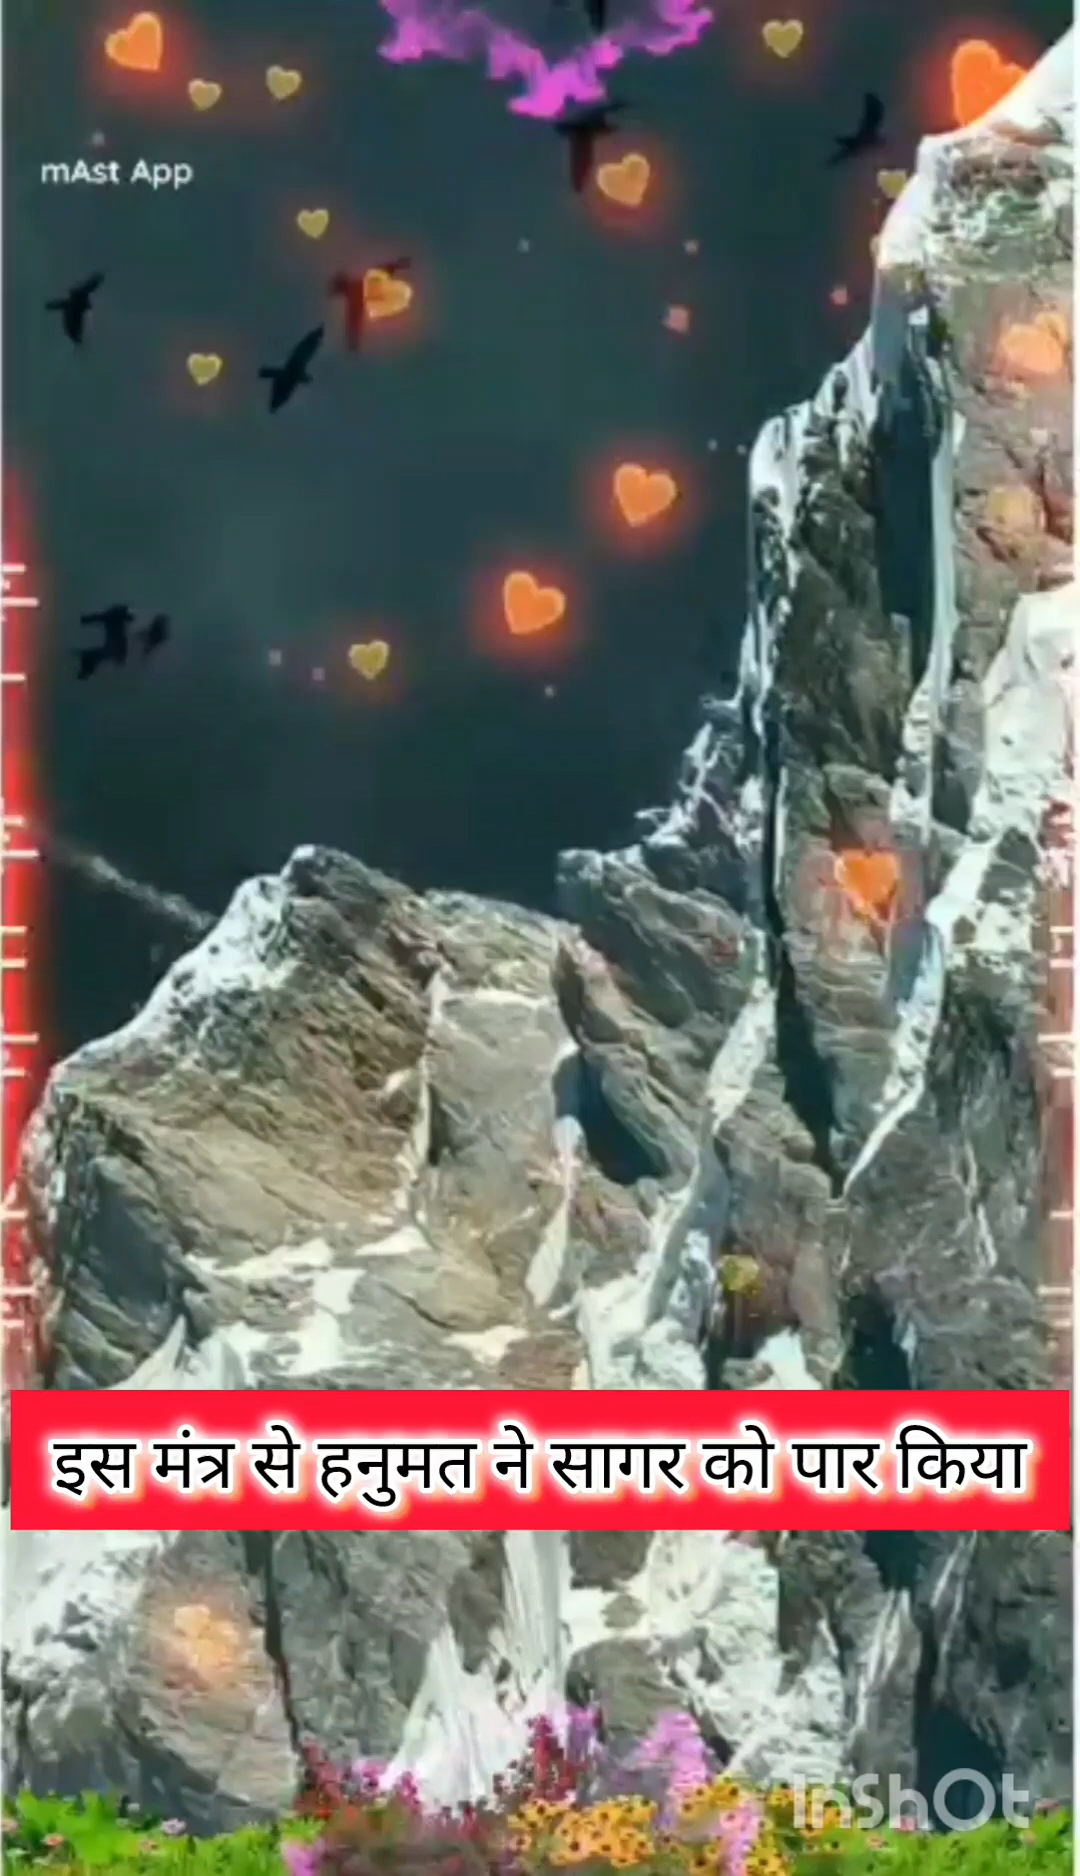 mAst App
इस मंत्र से हनुमत ने सागर को पार किया
InShOt